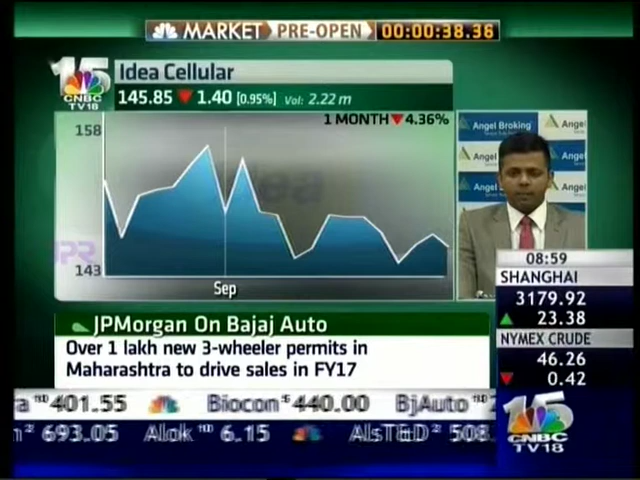 MARKET PRE-OPEN 00:00:38.36
15
CNBC
TV18
Idea Cellular
145.85 1.40 [0.95%] Vol: 2.22 m
1 MONTH 4.36%
158
143
Sep
Angel Broking
Angel
08:59
SHANGHAI
3179.92
23.38
NYMEX CRUDE
46.26
0.42
JPMorgan On Bajaj Auto
Over 1 lakh new 3-wheeler permits in
Maharashtra to drive sales in FY17
401.55 Biocon 440.00 BjAuto
693.05 Alok 6.15 AlsTED 508
15
CNBC
TV18